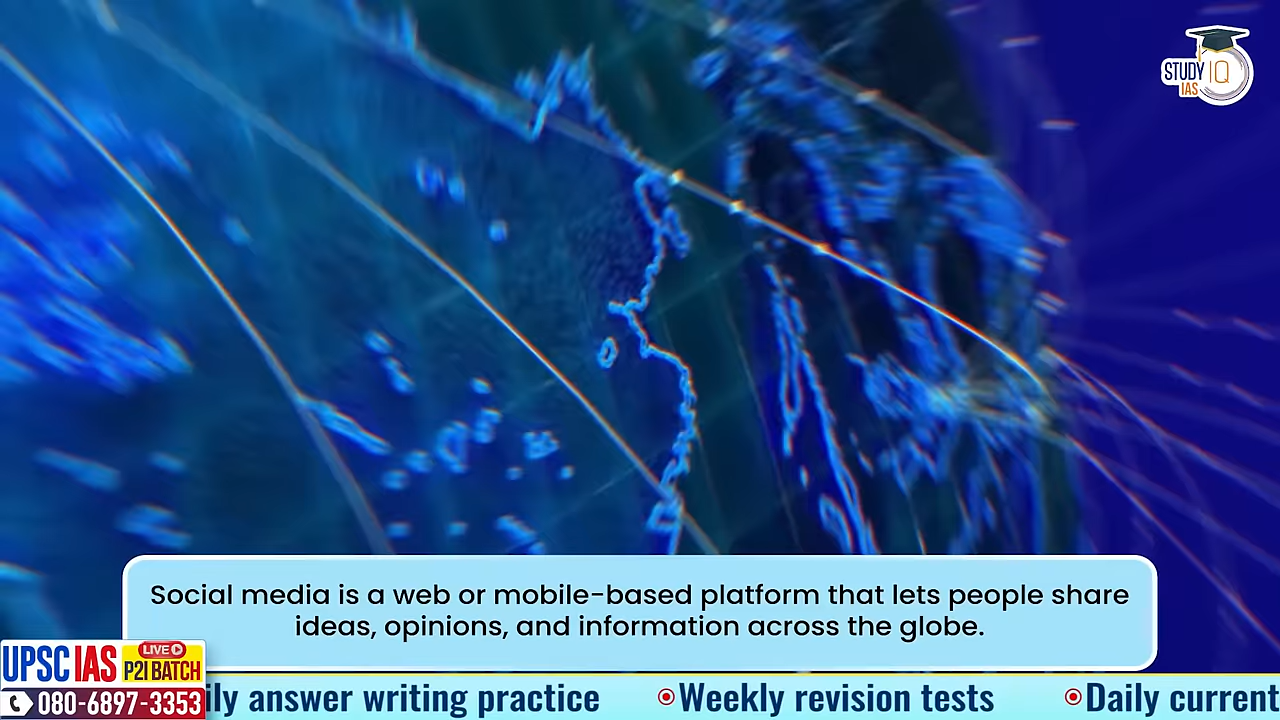 STUDY IQ
IAS
Social media is a web or mobile-based platform that lets people share
ideas, opinions, and information across the globe.
UPSC IAS
LIVE
P2I BATCH
080-6897-3353
ily answer writing practice Weekly revision tests Daily current